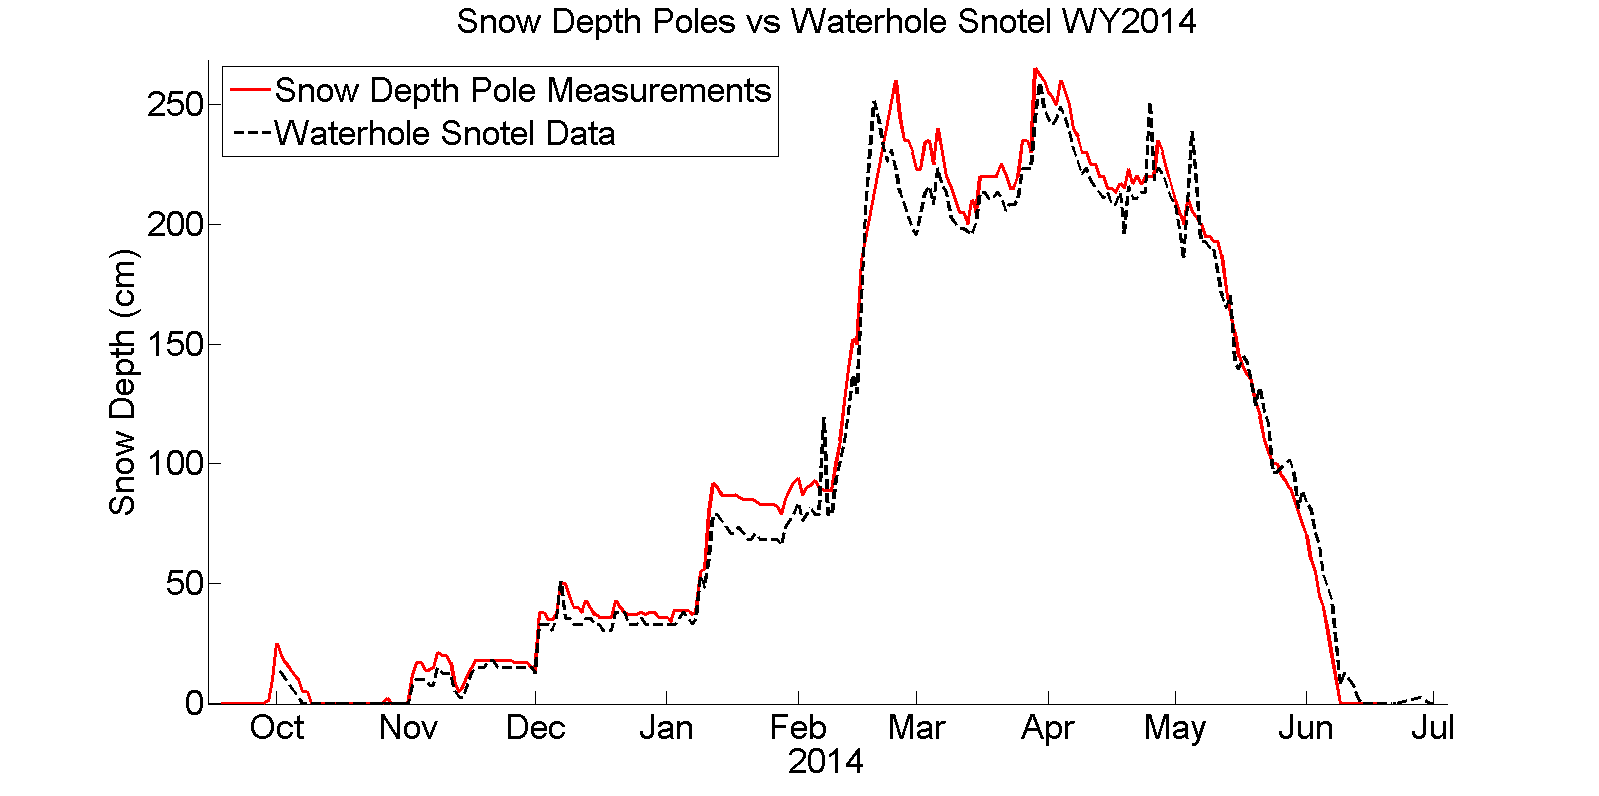 Snow Depth Poles vs Waterhole Snotel WY2014
Snow Depth Pole Measurements
Waterhole Snotel Data
Snow Depth (cm)
250
200
150
100
50
0
Oct Nov Dec Jan Feb Mar Apr May Jun Jul
2014